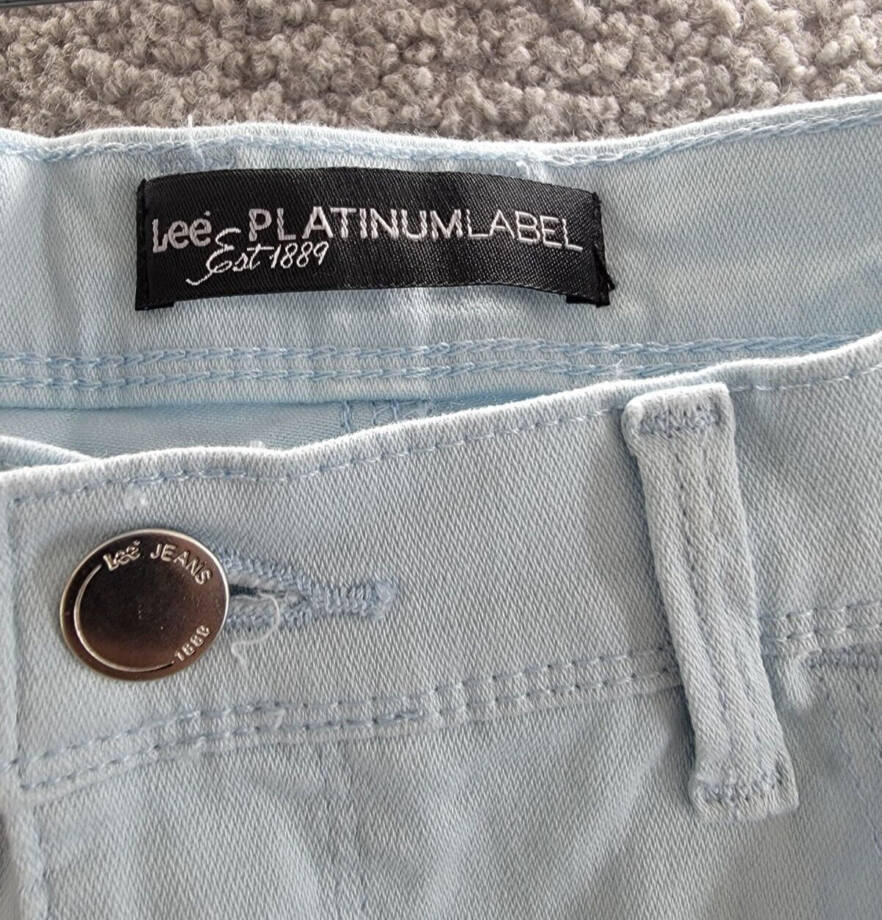 Lee PLATINUMLABEL
Est 1889
Lee JEANS
1889